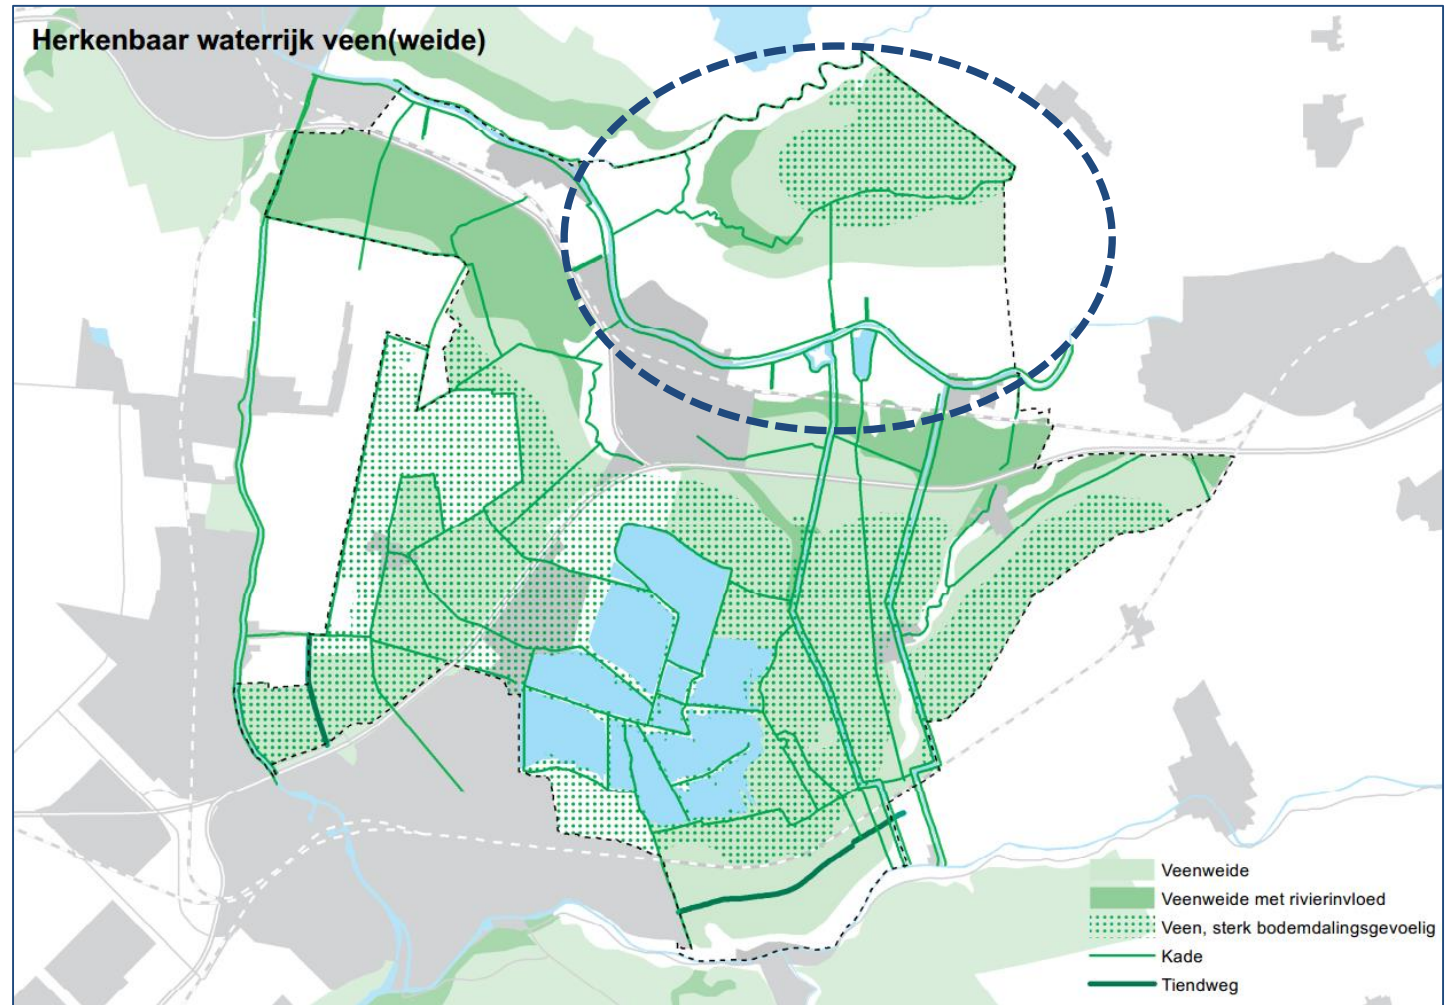 Herkenbaar waterrijk veen(weide)
Veenweide
Veenweide met rivierinvloed
Veen, sterk bodemdalingsgevoelig
Kade
Tiendweg